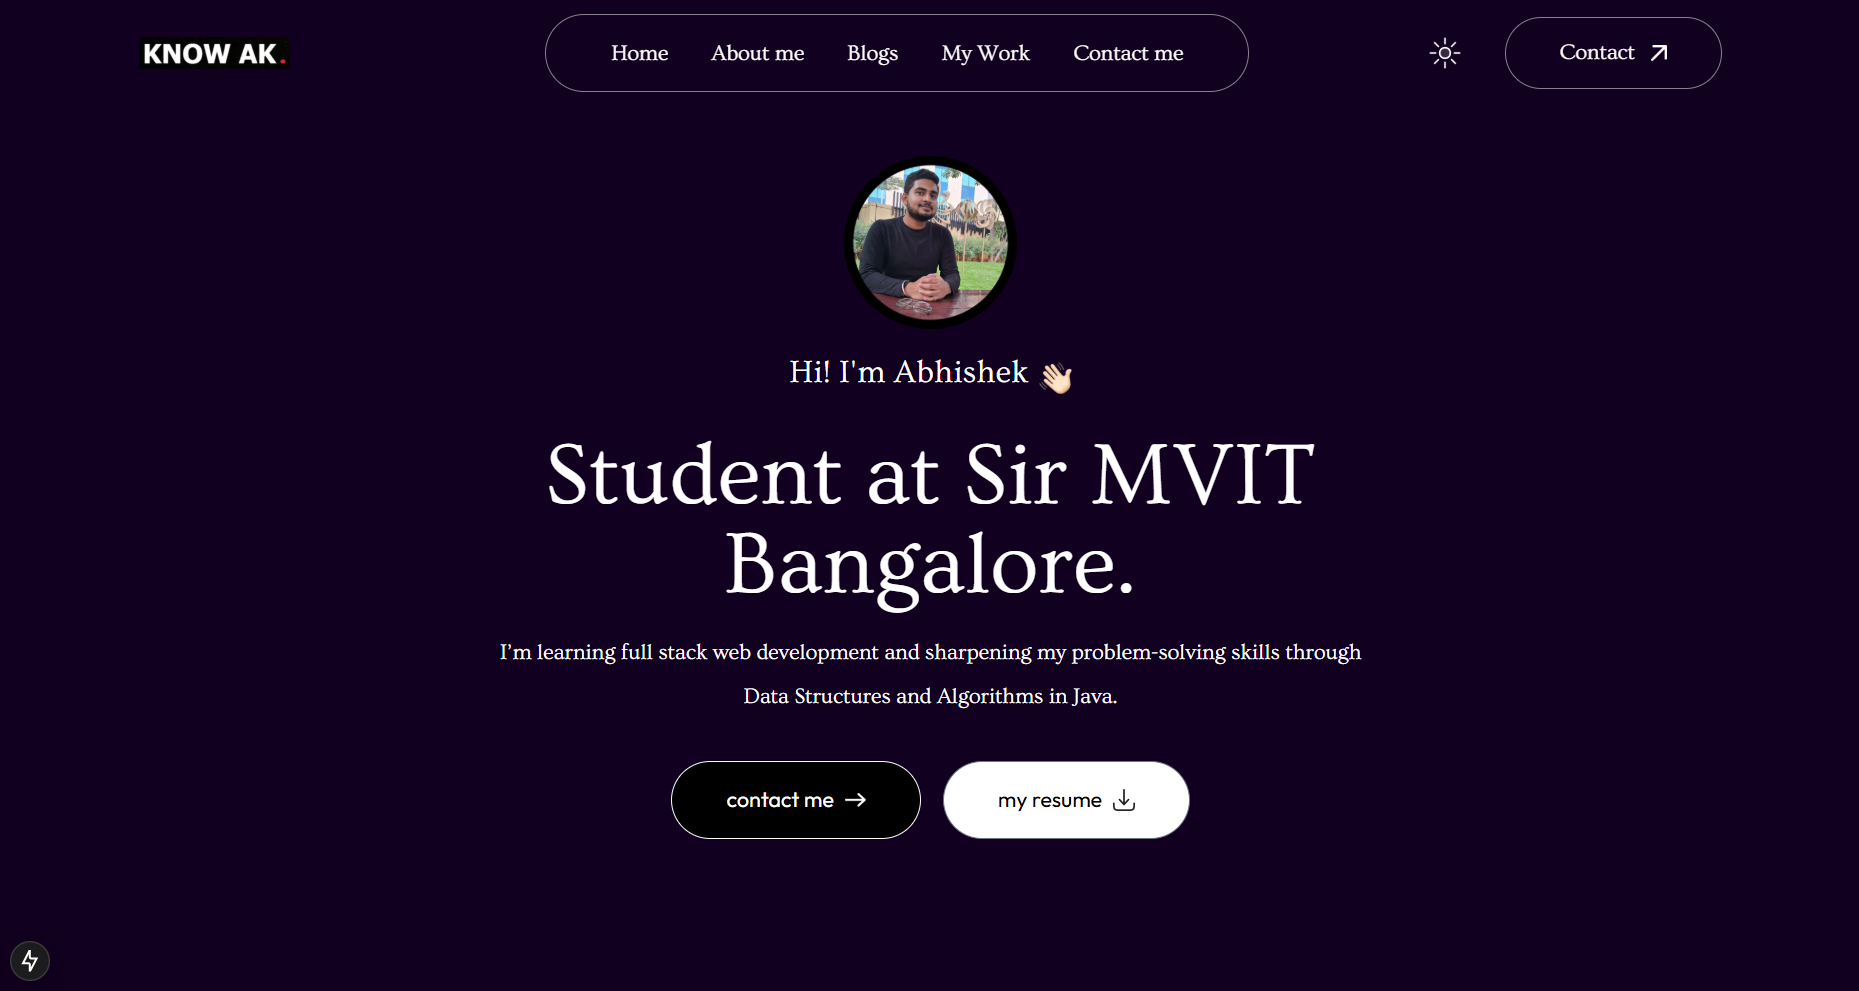 KNOW AK.
Home
About me
Blogs
My Work
Contact me
Contact
Hi! I'm Abhishek 👋🏻
Student at Sir MVIT
Bangalore.
I’m learning full stack web development and sharpening my problem-solving skills through
Data Structures and Algorithms in Java.
contact me
my resume